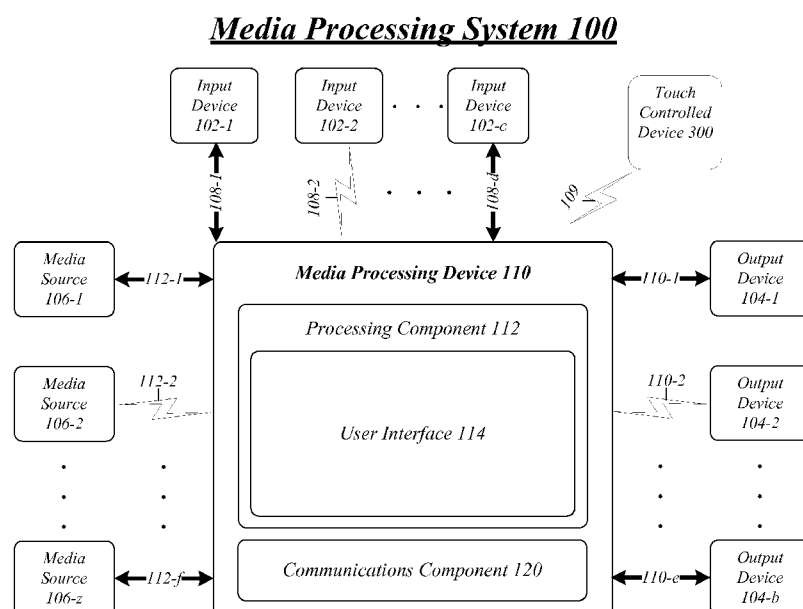 Media Processing System 100
Input
Device
102-1
Input
Device
102-2
Input
Device
102-c
Touch
Controlled
Device 300
108-1
108-2
108-d
109
Media
Source
106-1
112-1
Media Processing Device 110
110-1
Output
Device
104-1
Processing Component 112
Media
Source
106-2
112-2
User Interface 114
110-2
Output
Device
104-2
Media
Source
106-z
112-f
Communications Component 120
110-e
Output
Device
104-b